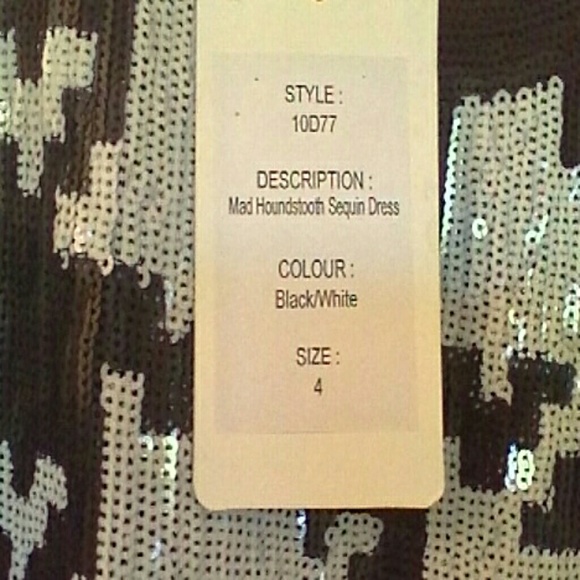 STYLE :
10D77
DESCRIPTION :
Mad Houndstooth Sequin Dress
COLOUR :
Black/White
SIZE :
4